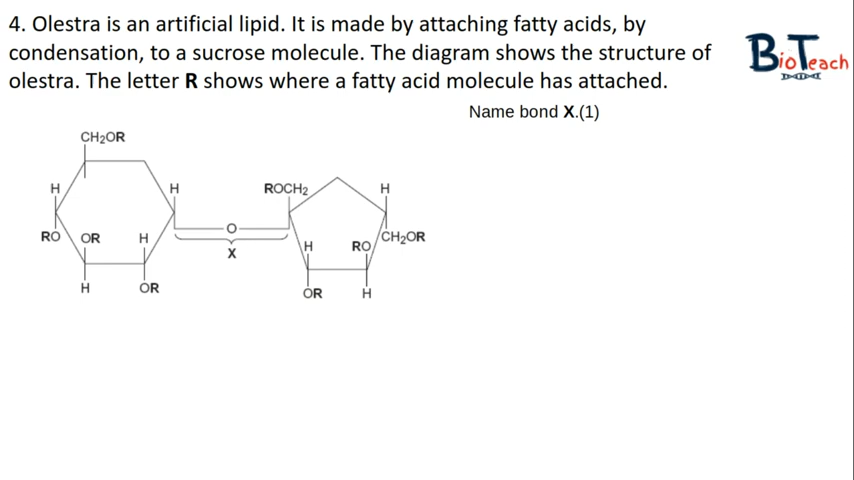 4. Olestra is an artificial lipid. It is made by attaching fatty acids, by
condensation, to a sucrose molecule. The diagram shows the structure of
olestra. The letter R shows where a fatty acid molecule has attached.
BioTeach
Name bond X.(1)
CH₂OR
H H ROCH₂ H
RO OR H O H RO CH₂OR
X
H OR OR H